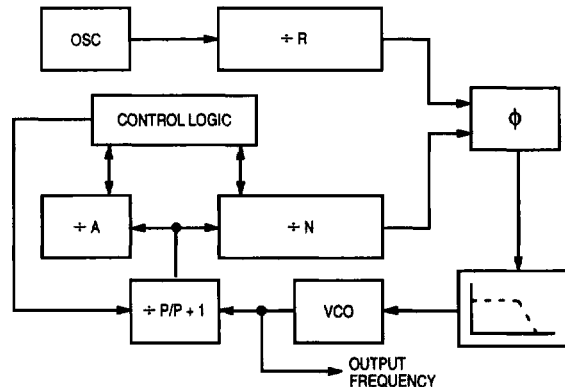 OSC
÷ R
CONTROL LOGIC
ϕ
÷ A
÷ N
÷ P/P + 1
VCO
OUTPUT
FREQUENCY